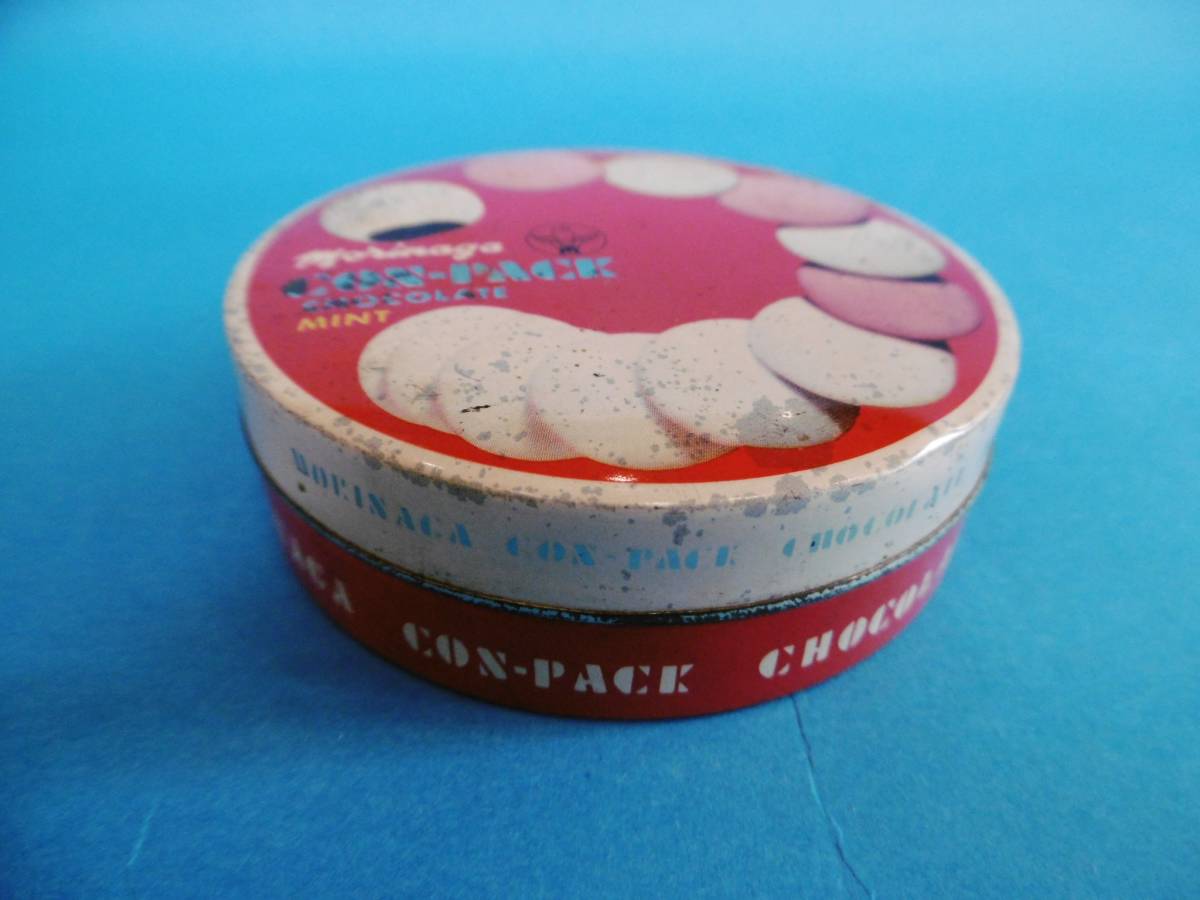 Morinaga
CON-PACK
CHOCOLATE
MINT
MORINAGA CON-PACK CHOCOLATE
CON-PACK